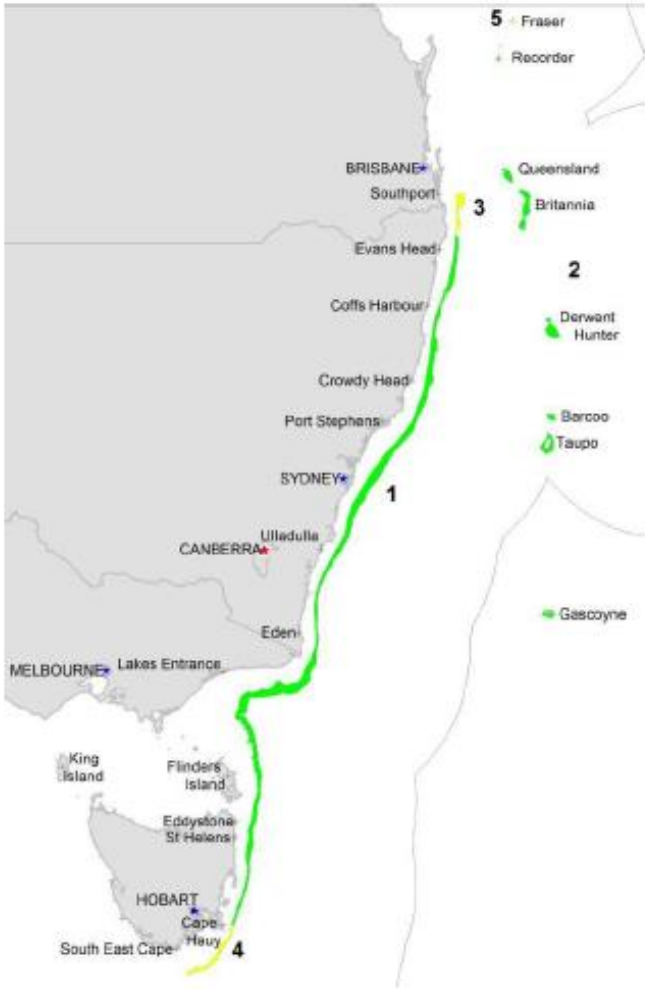 5
Fraser
Recorder
BRISBANE
Queensland
Southport
3
Britannia
Evans Head
2
Coffs Harbour
Derwent
Hunter
Crowdy Head
Port Stephens
Barcoo
Taupo
SYDNEY
1
Ulladulla
CANBERRA
Gascoyne
Eden
Lakes Entrance
MELBOURNE
King
Island
Flinders
Island
Eddystone
St Helens
HOBART
Cape
Hauy
South East Cape
4